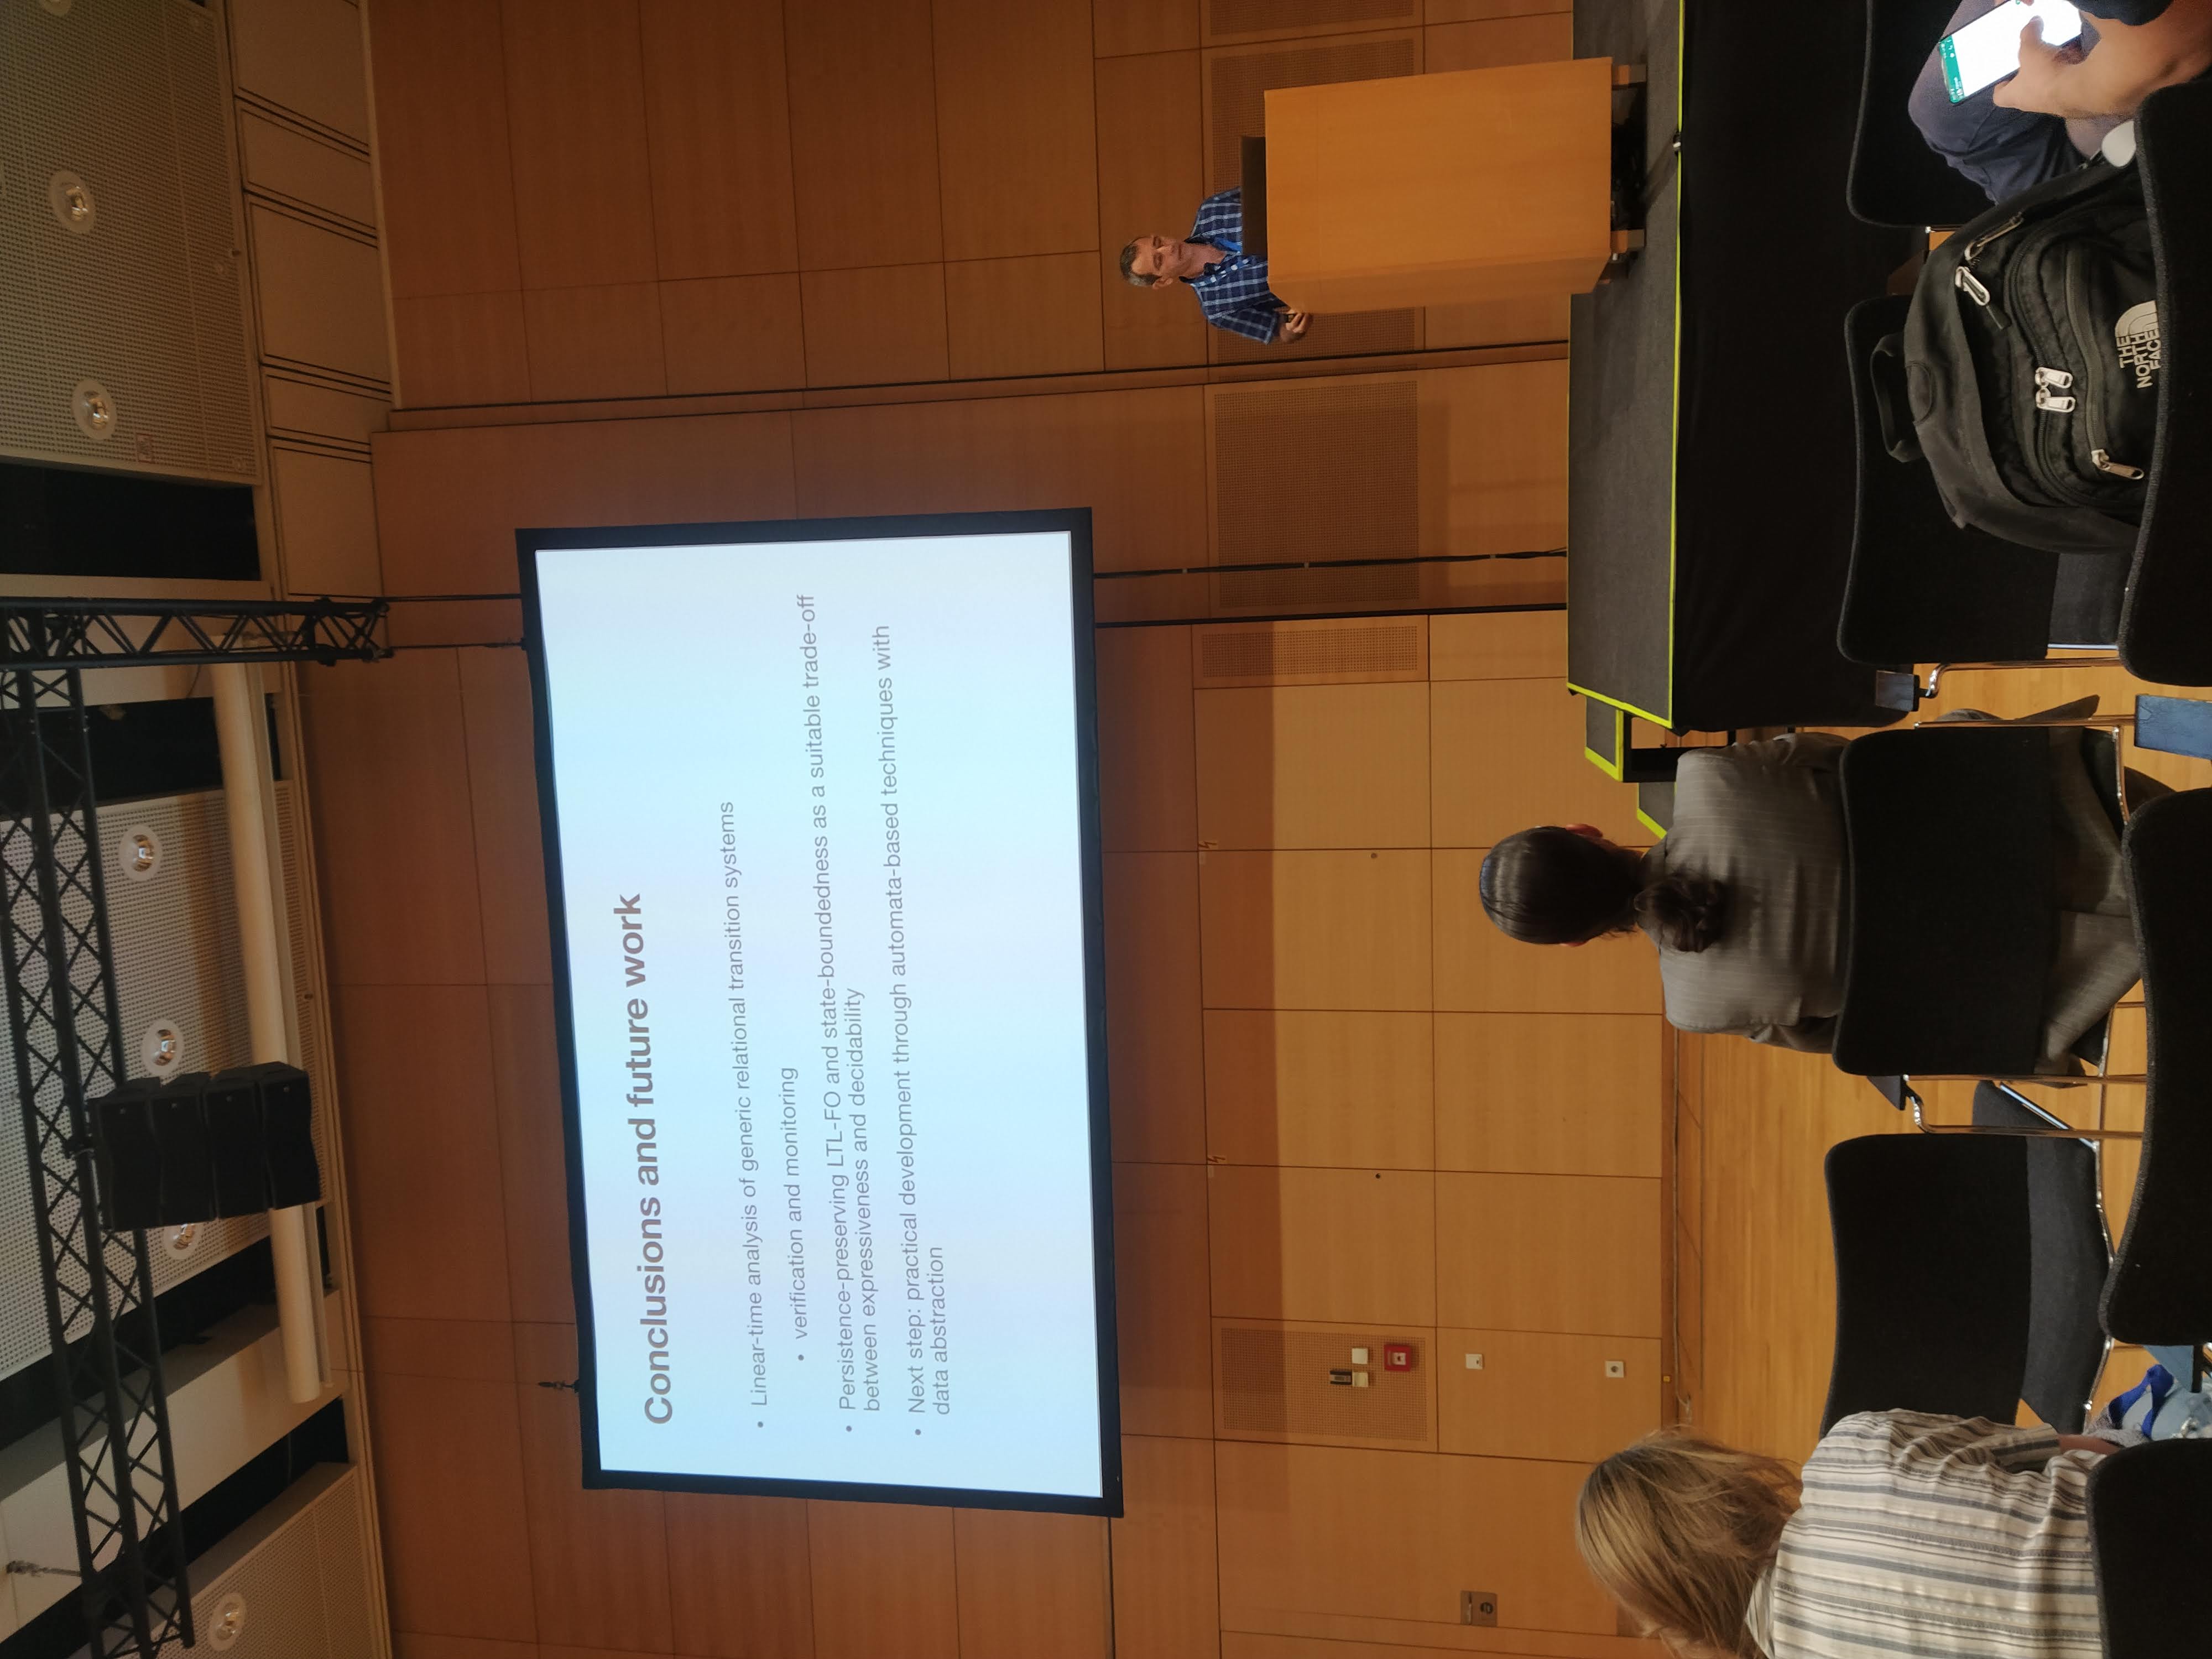 Conclusions and future work
• Linear-time analysis of generic relational transition systems
• verification and monitoring
• Persistence-preserving LTL-FO and state-boundedness as a suitable trade-off
between expressiveness and decidability
• Next step: practical development through automata-based techniques with
data abstraction
THE
NORTH
FACE